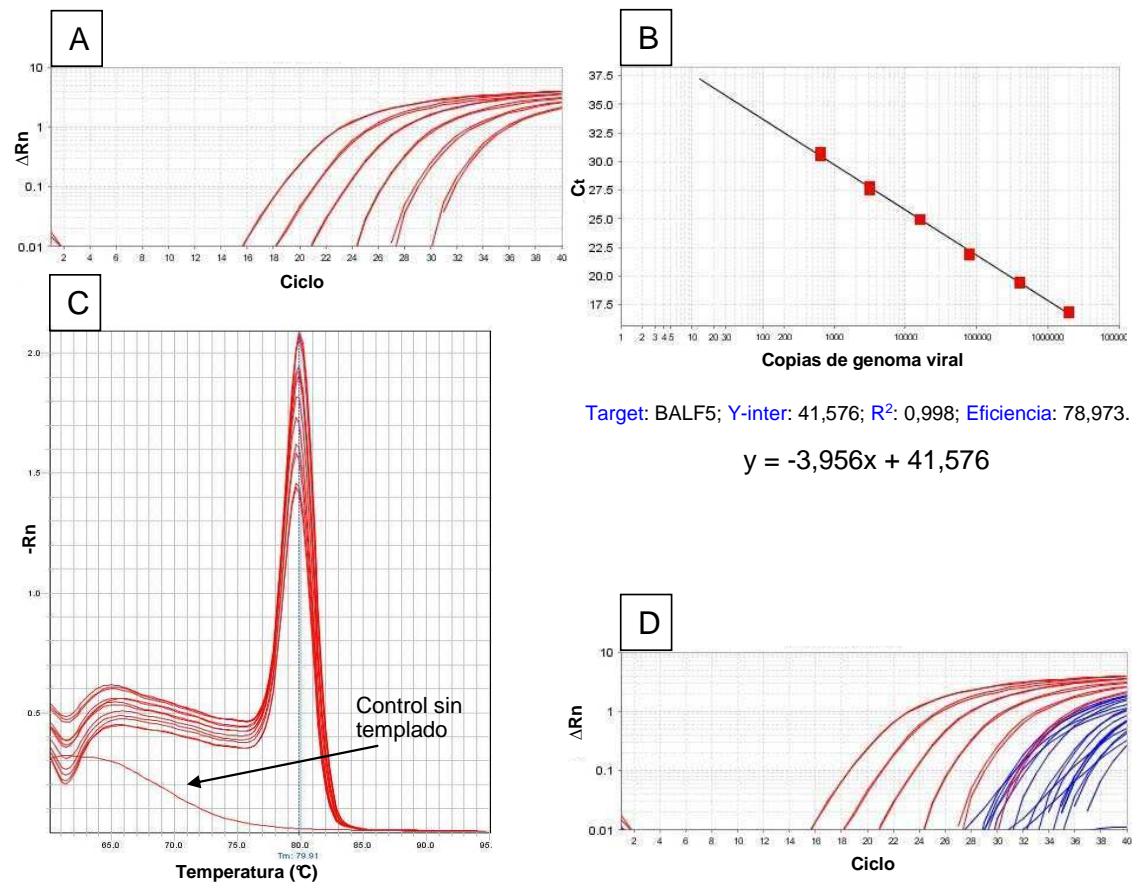 A
ΔRn
10
1
0.1
0.01
2 4 6 8 10 12 14 16 18 20 22 24 26 28 30 32 34 36 38 40
Ciclo
B
Ct
37.5
35.0
32.5
30.0
27.5
25.0
22.5
20.0
17.5
1 2 3 4 5 10 20 30 100 200 1000 10000 100000 1000000
Copias de genoma viral
Target: BALF5; Y-inter: 41,576; R²: 0,998; Eficiencia: 78,973.
y = -3,956x + 41,576
C
-Rn
2.0
1.5
1.0
0.5
Control sin
templado
65.0 70.0 75.0 80.0 85.0 90.0 95.
Tm: 79.91
Temperatura (°C)
D
ΔRn
10
1
0.1
0.01
2 4 6 8 10 12 14 16 18 20 22 24 26 28 30 32 34 36 38 40
Ciclo